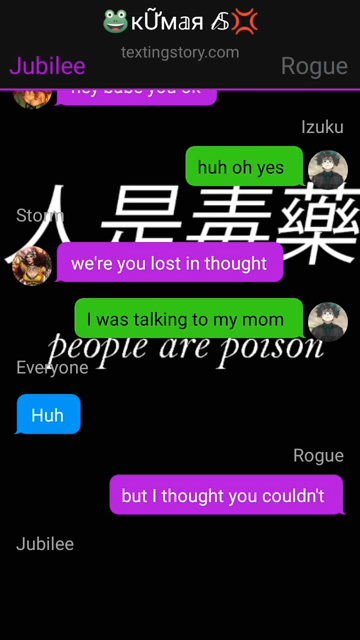 🐸кỮмαя 𝓁𝕊💢
textingstory.com
Jubilee
Rogue
hey babe you ok
Izuku
huh oh yes
人是毒藥
Storm
we're you lost in thought
I was talking to my mom
people are poison
Everyone
Huh
Rogue
but I thought you couldn't
Jubilee